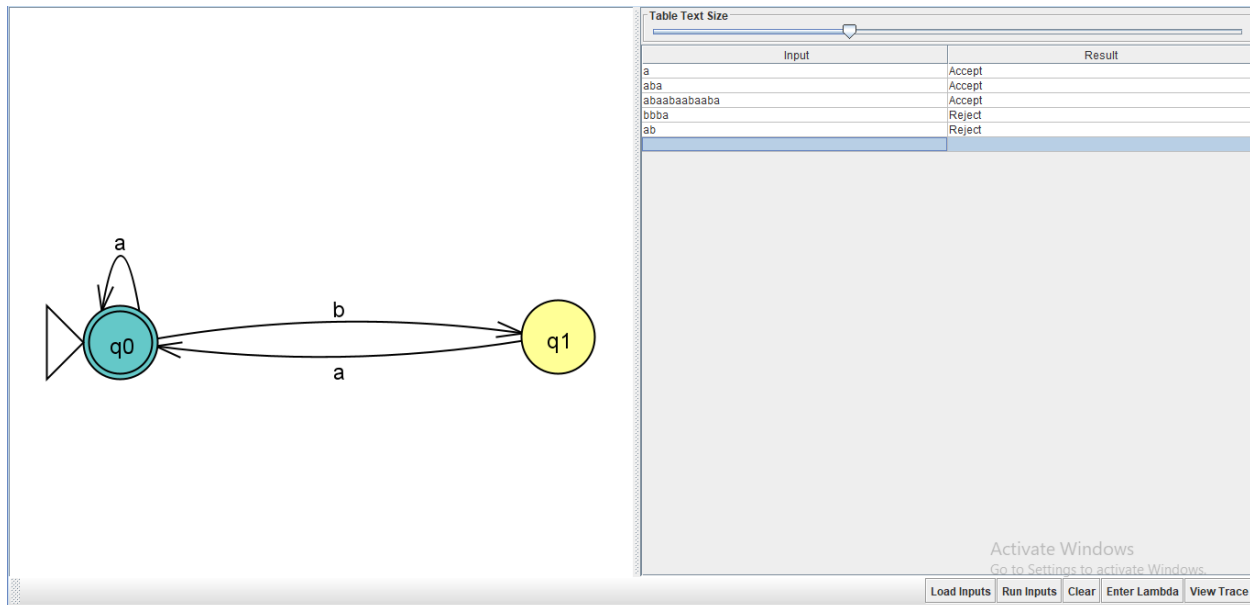 a
b
q0
q1
a
Table Text Size
Input Result
a Accept
aba Accept
abaabaabaaba Accept
bbba Reject
ab Reject
Activate Windows
Go to Settings to activate Windows.
Load Inputs Run Inputs Clear Enter Lambda View Trace